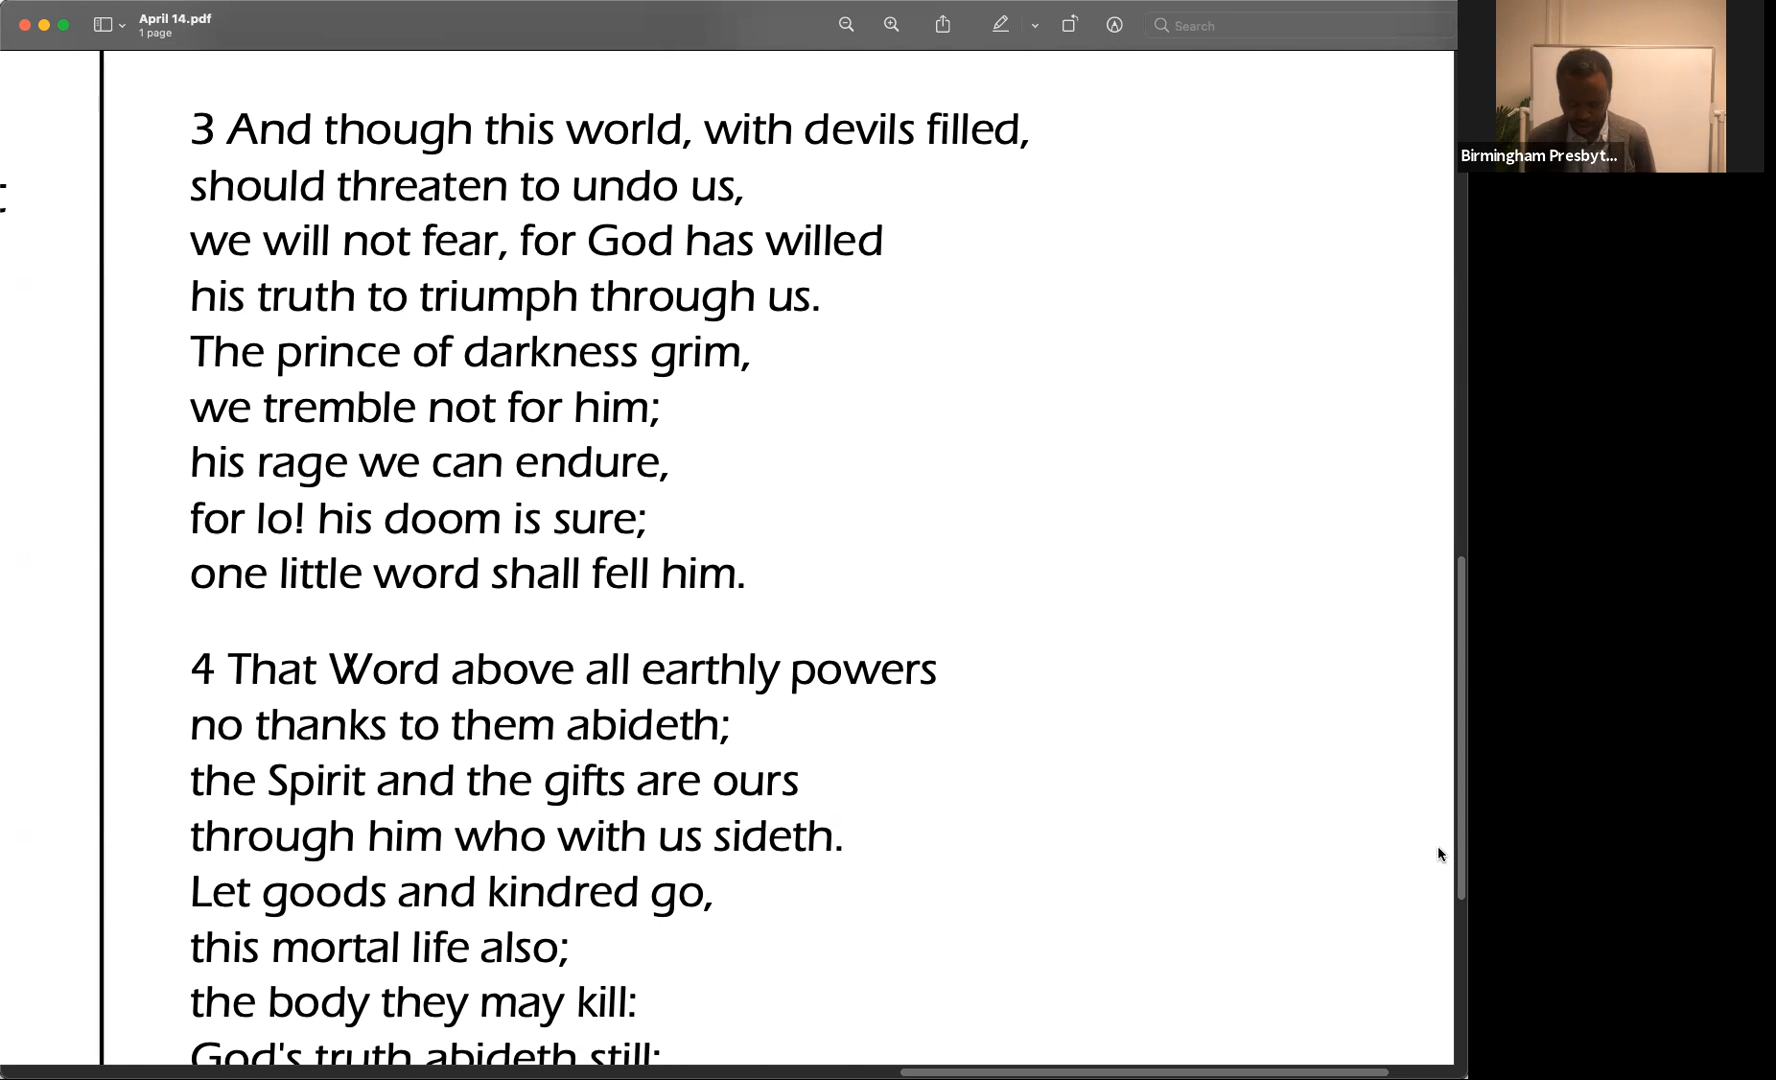 April 14.pdf
1 page
Search
Birmingham Presbyt...
3 And though this world, with devils filled,
should threaten to undo us,
we will not fear, for God has willed
his truth to triumph through us.
The prince of darkness grim,
we tremble not for him;
his rage we can endure,
for lo! his doom is sure;
one little word shall fell him.
4 That Word above all earthly powers
no thanks to them abideth;
the Spirit and the gifts are ours
through him who with us sideth.
Let goods and kindred go,
this mortal life also;
the body they may kill:
God's truth abideth still;